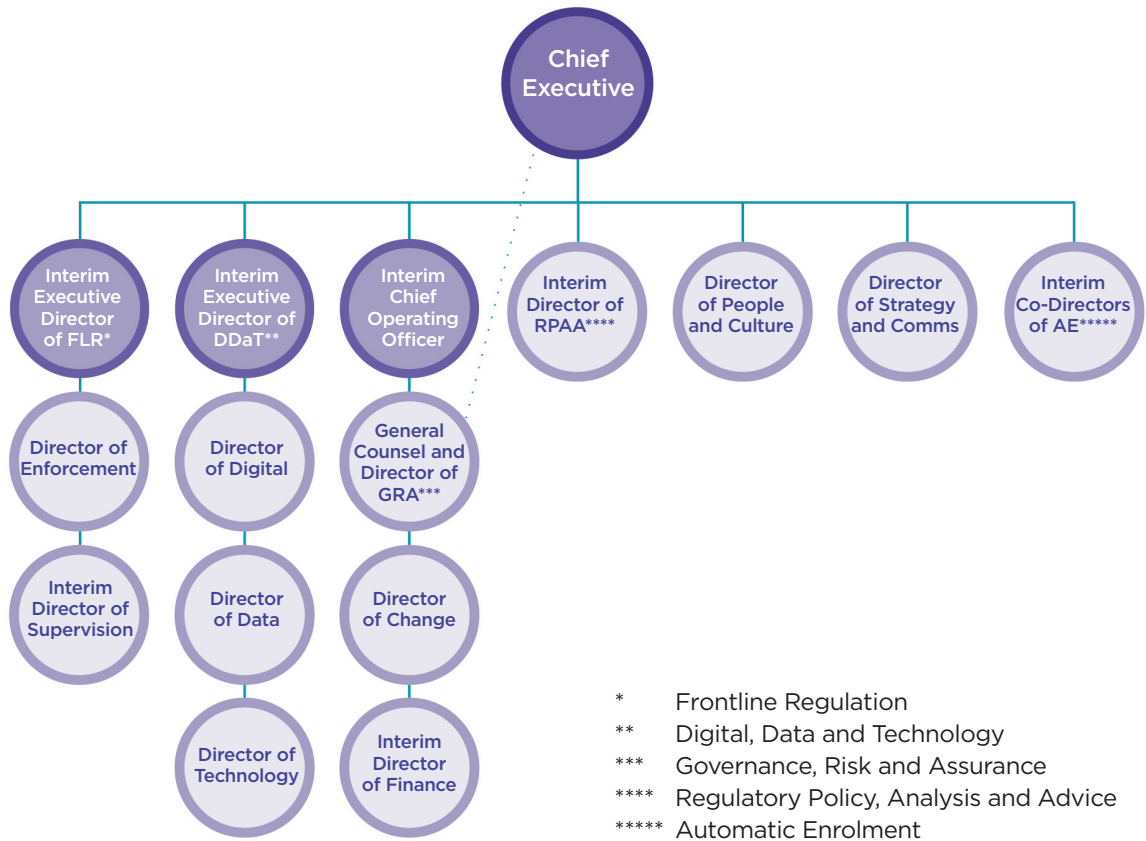 Chief
Executive
Interim
Executive
Director
of FLR*
Interim
Executive
Director of
DDaT**
Interim
Chief
Operating
Officer
Interim
Director of
RPAA****
Director
of People
and Culture
Director
of Strategy
and Comms
Interim
Co-Directors
of AE*****
Director of
Enforcement
Director
of Digital
General
Counsel and
Director of
GRA***
Interim
Director of
Supervision
Director
of Data
Director
of Change
Director of
Technology
Interim
Director
of Finance
* Frontline Regulation
** Digital, Data and Technology
*** Governance, Risk and Assurance
**** Regulatory Policy, Analysis and Advice
***** Automatic Enrolment